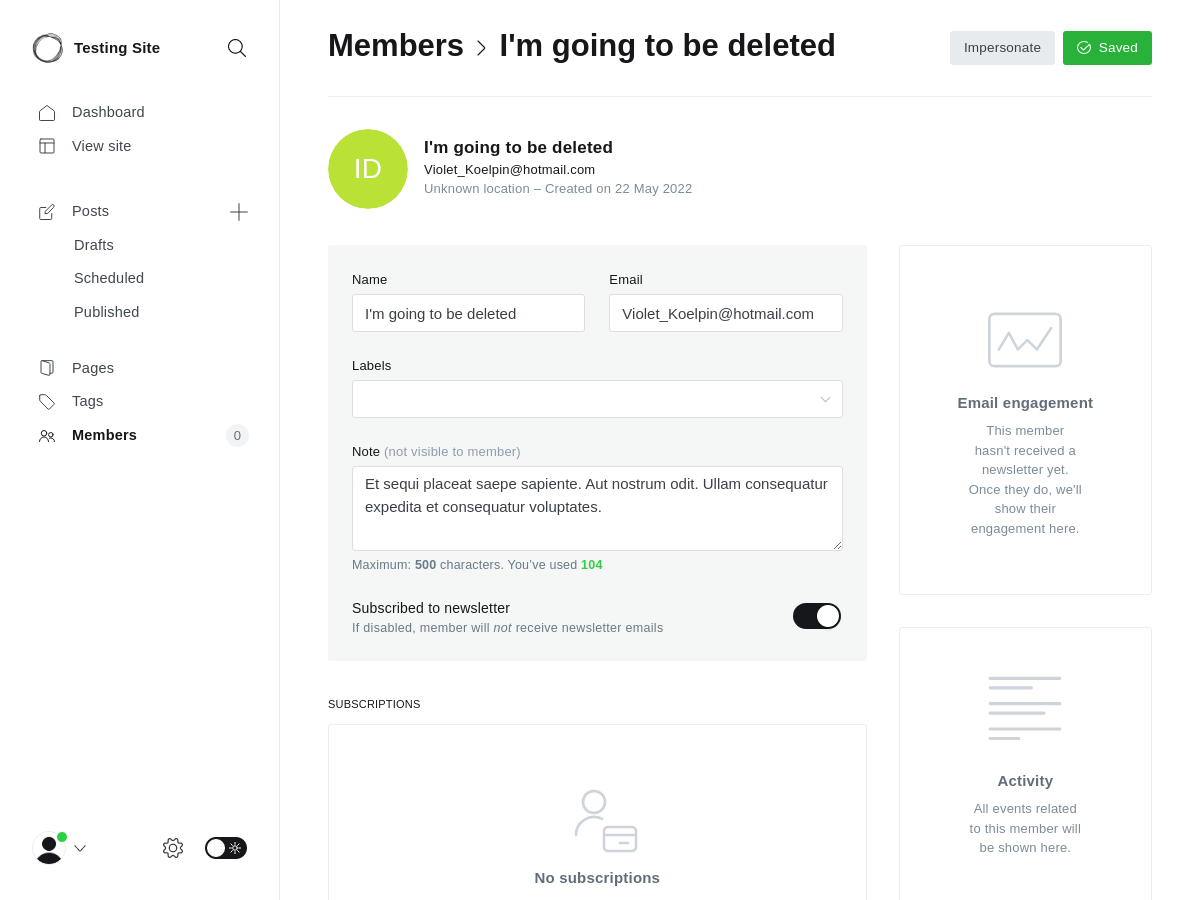 Testing Site
Dashboard
View site
Posts
Drafts
Scheduled
Published
Pages
Tags
Members
0
Members > I'm going to be deleted
Impersonate
Saved
ID
I'm going to be deleted
Violet_Koelpin@hotmail.com
Unknown location – Created on 22 May 2022
Name
I'm going to be deleted
Email
Violet_Koelpin@hotmail.com
Labels
Note (not visible to member)
Et sequi placeat saepe sapiente. Aut nostrum odit. Ullam consequatur
expedita et consequatur voluptates.
Maximum: 500 characters. You've used 104
Subscribed to newsletter
If disabled, member will not receive newsletter emails
SUBSCRIPTIONS
No subscriptions
Email engagement
This member
hasn't received a
newsletter yet.
Once they do, we'll
show their
engagement here.
Activity
All events related
to this member will
be shown here.